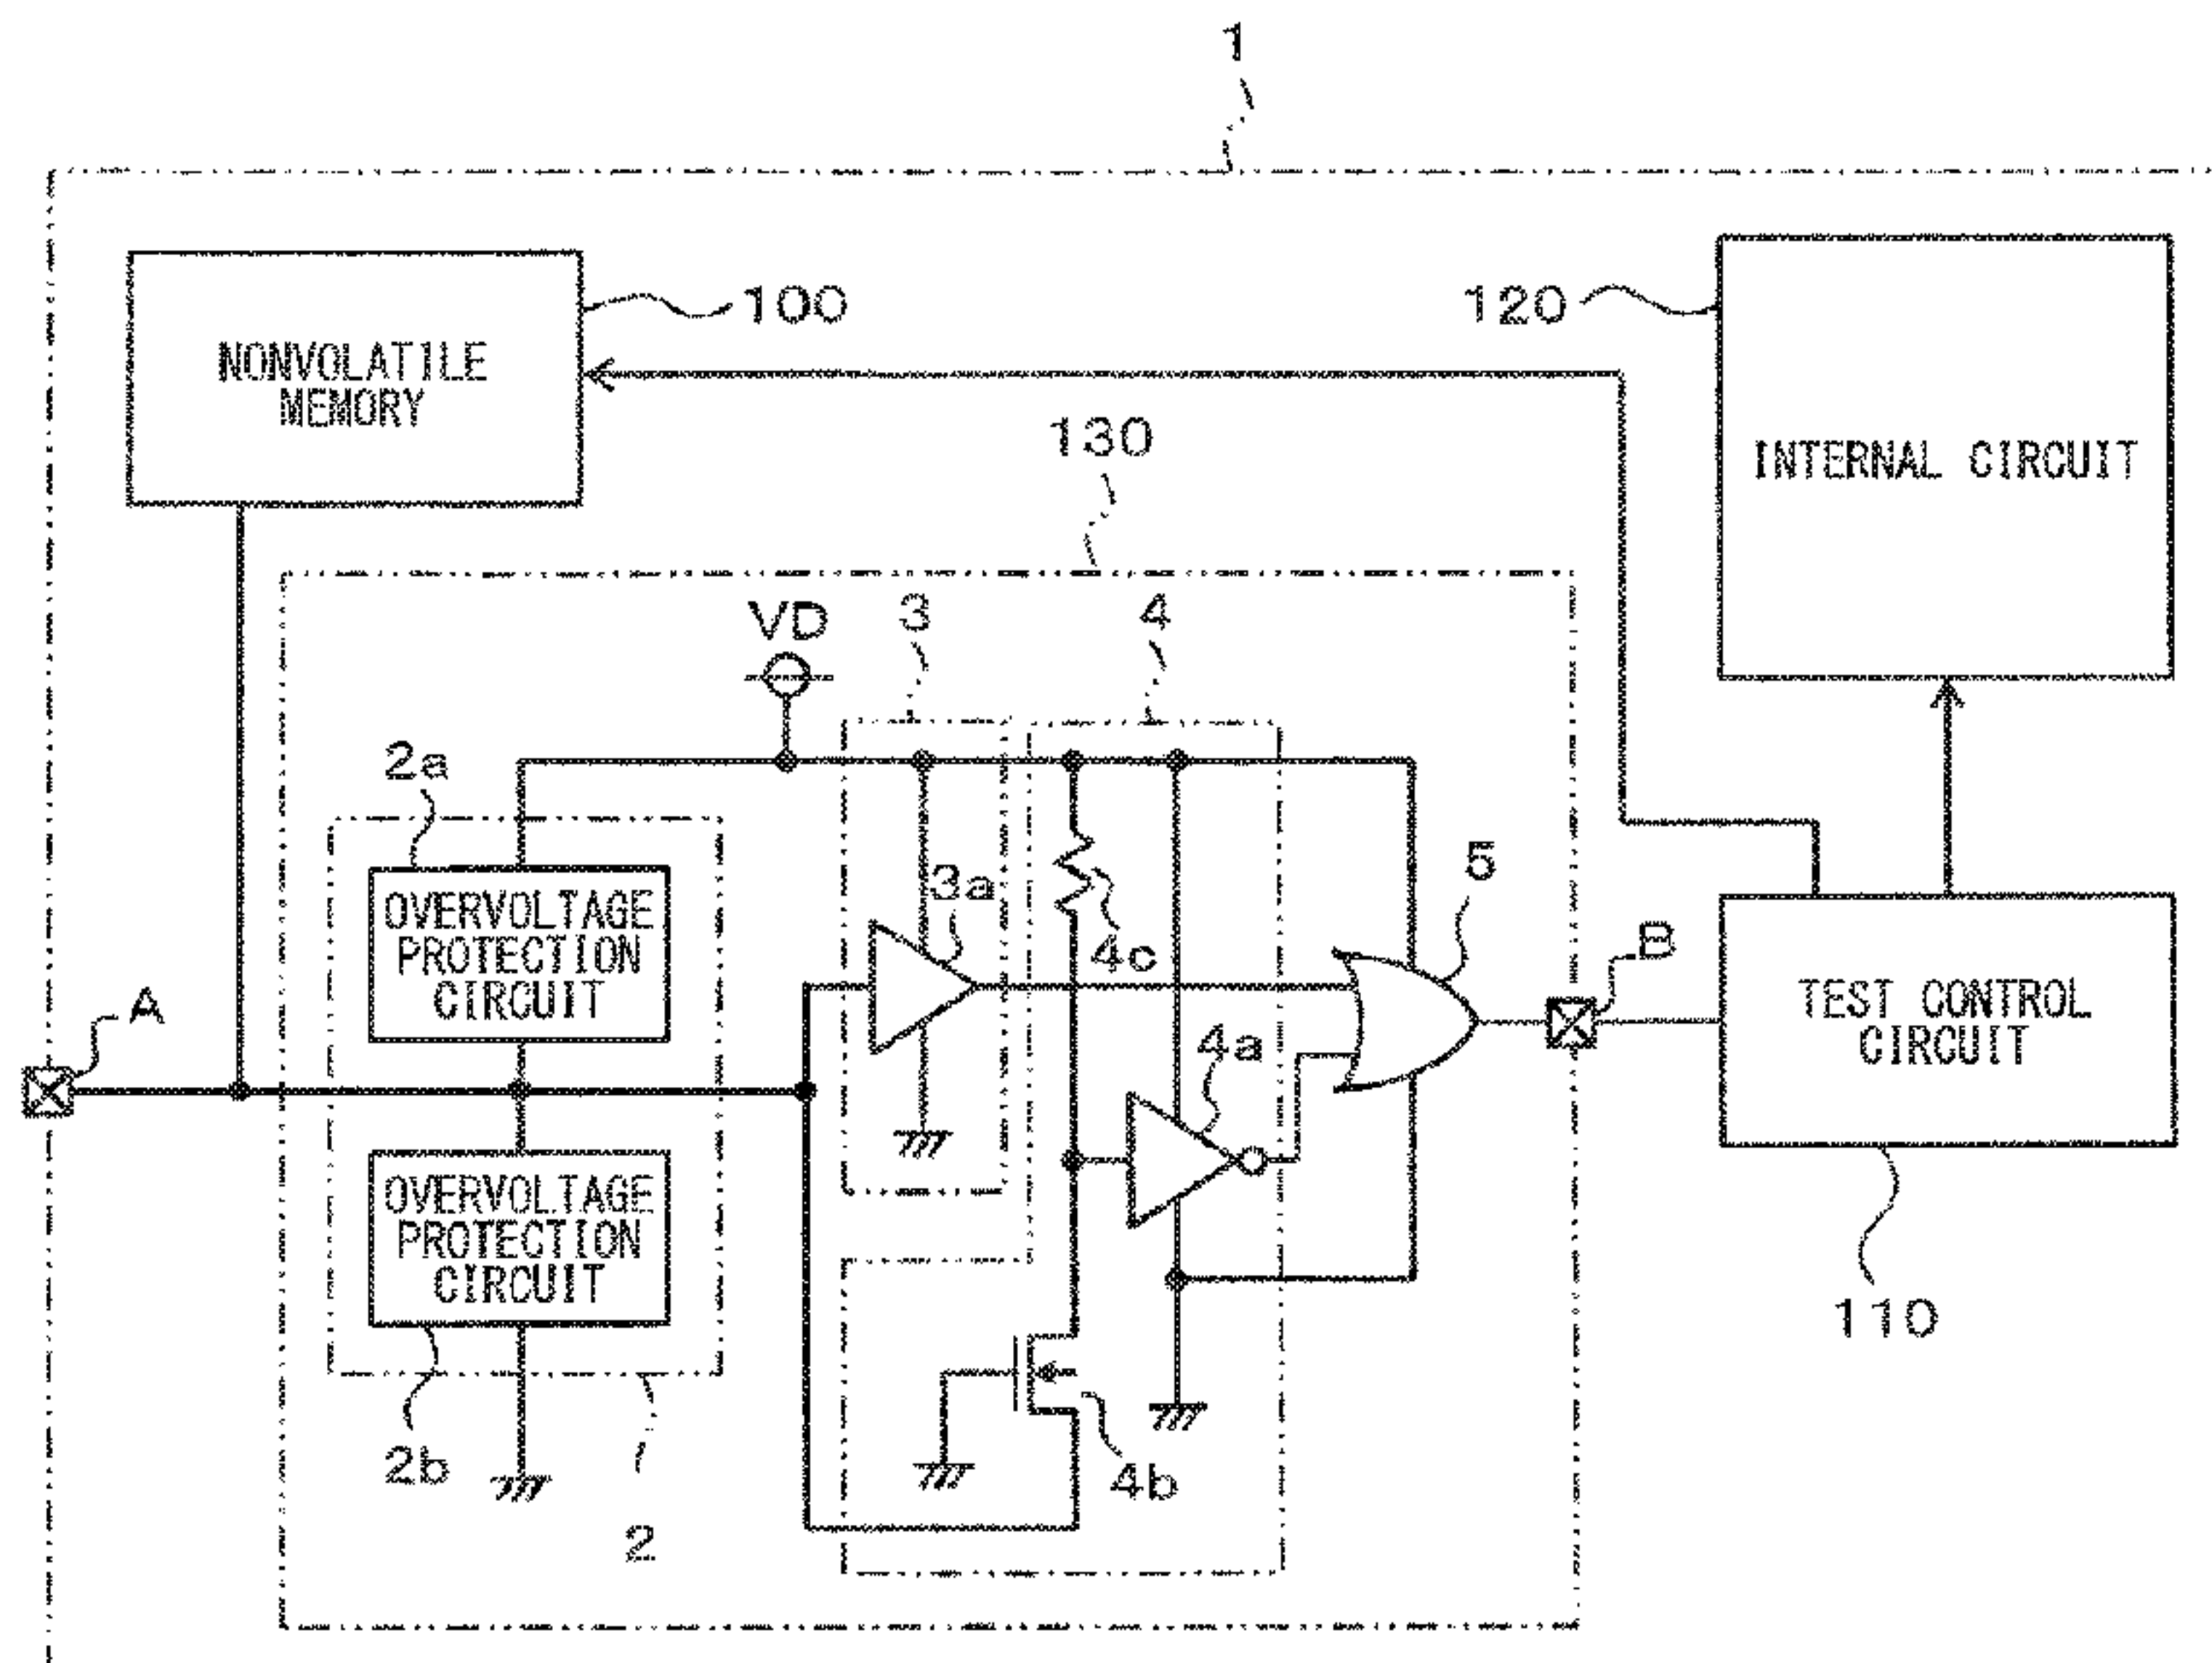 1
NONVOLATILE
MEMORY
100
120
INTERNAL CIRCUIT
130
VD
3
4
2a
OVERVOLTAGE
PROTECTION
CIRCUIT
3a
4c
5
B
A
TEST CONTROL
CIRCUIT
4a
OVERVOLTAGE
PROTECTION
CIRCUIT
110
2b
4b
2